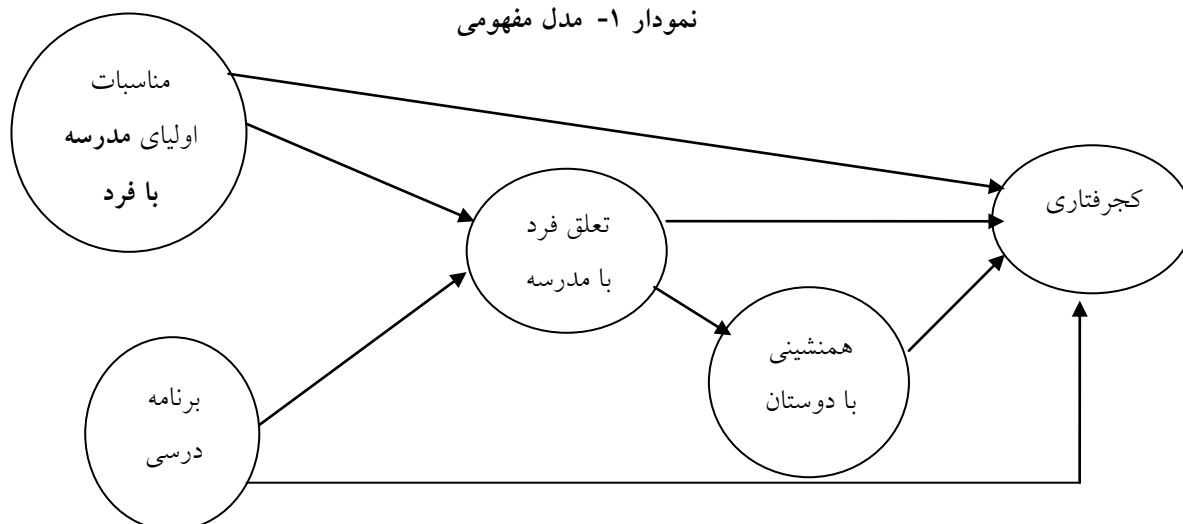 نمودار ۱- مدل مفهومی
مناسبات
اولیای مدرسه
با فرد
کجرفتاری
تعلق فرد
با مدرسه
همنشینی
با دوستان
برنامه
درسی